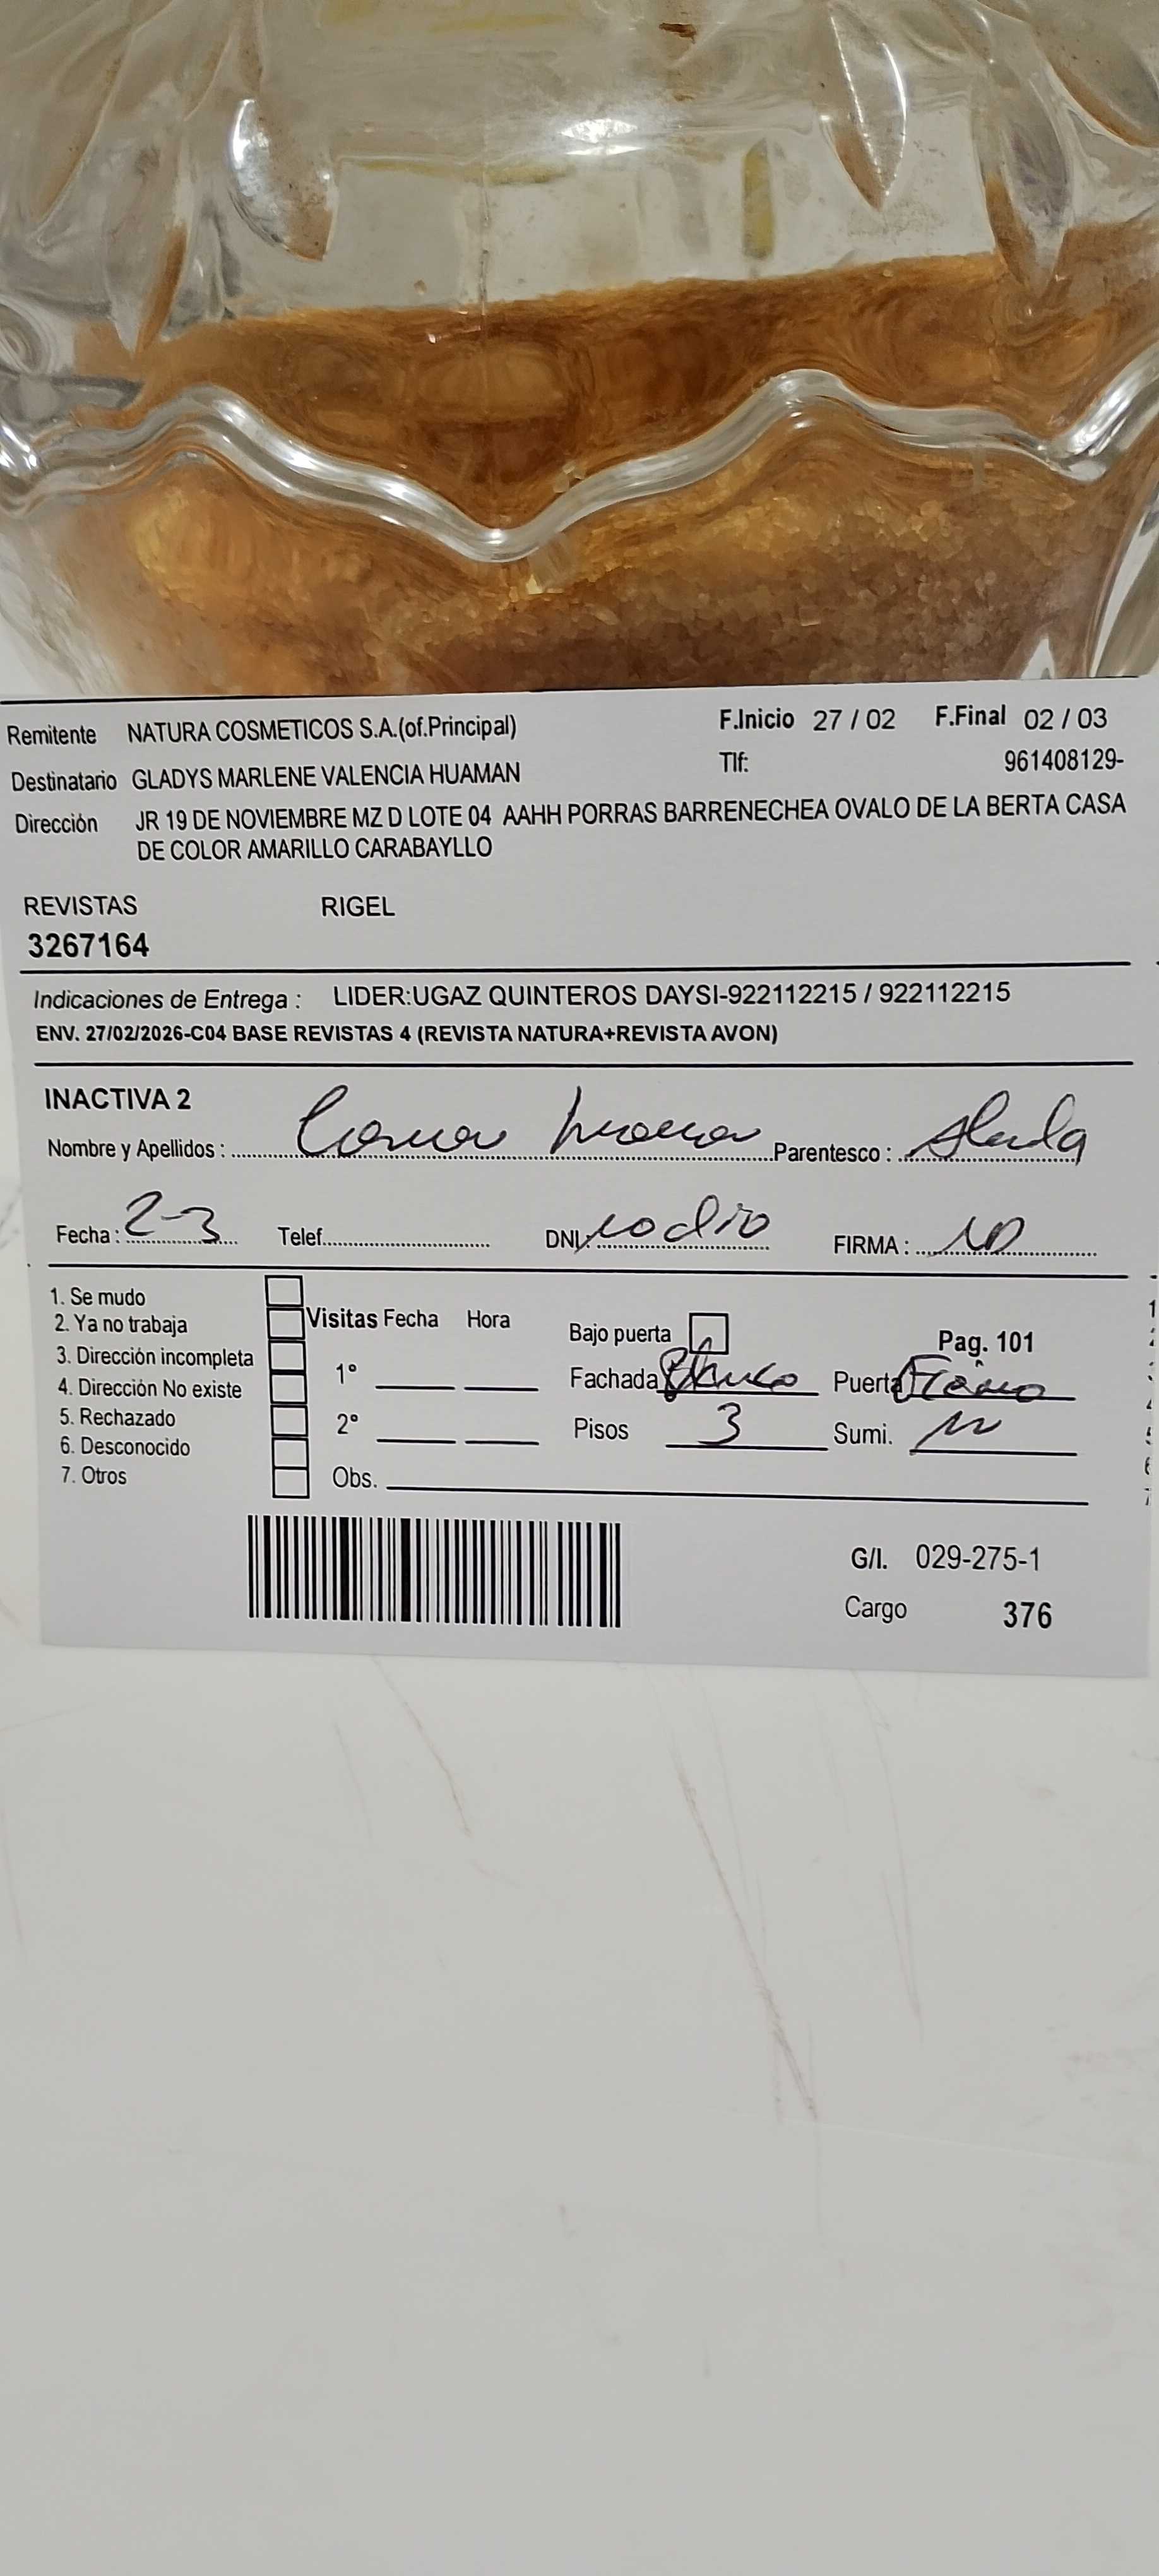 Remitente NATURA COSMETICOS S.A.(of.Principal) F.Inicio 27 / 02 F.Final 02 / 03
Destinatario GLADYS MARLENE VALENCIA HUAMAN Tlf: 961408129-
Dirección JR 19 DE NOVIEMBRE MZ D LOTE 04 AAHH PORRAS BARRENECHEA OVALO DE LA BERTA CASA
DE COLOR AMARILLO CARABAYLLO
REVISTAS RIGEL
3267164
Indicaciones de Entrega : LIDER:UGAZ QUINTEROS DAYSI-922112215 / 922112215
ENV. 27/02/2026-C04 BASE REVISTAS 4 (REVISTA NATURA+REVISTA AVON)
INACTIVA 2
Nombre y Apellidos : Parentesco :
Fecha : 2-3 Telef. DNI: no dio FIRMA :
1. Se mudo
2. Ya no trabaja
3. Dirección incompleta
4. Dirección No existe
5. Rechazado
6. Desconocido
7. Otros
Visitas Fecha Hora
1°
2°
Obs.
Bajo puerta Pag. 101
Fachada Blanco Puerta
Pisos 3 Sumi.
G/I. 029-275-1
Cargo 376